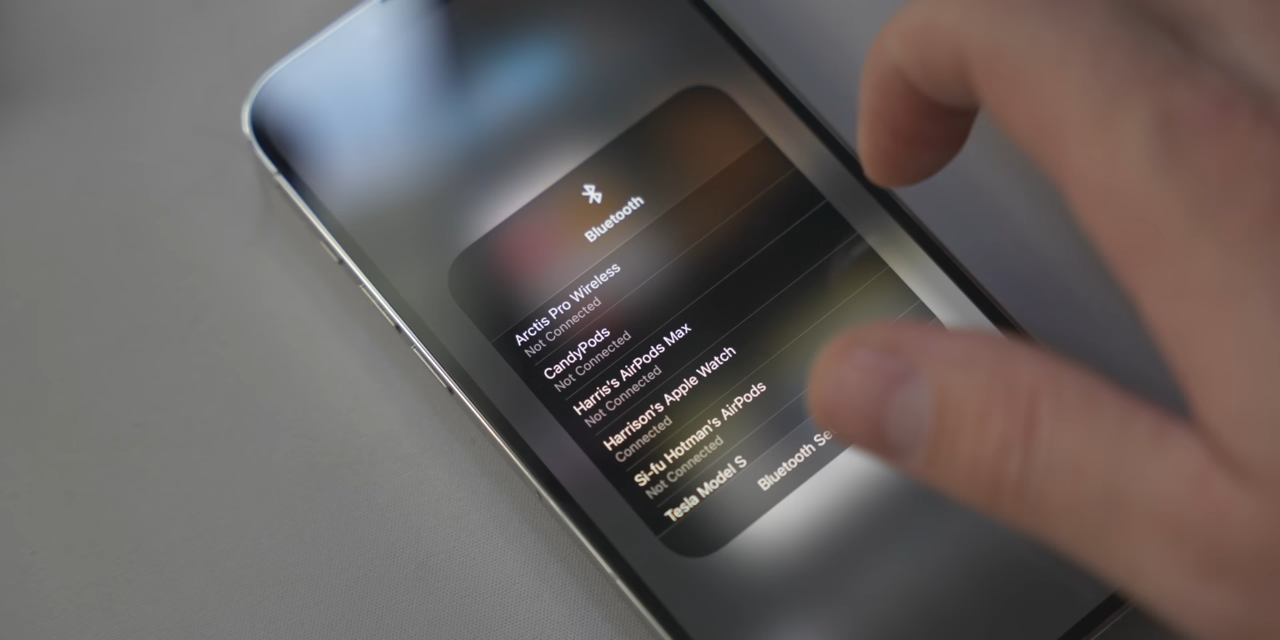 Bluetooth
Arctis Pro Wireless
Not Connected
CandyPods
Not Connected
Harris's AirPods Max
Not Connected
Harrison's Apple Watch
Connected
Si-fu Hotman's AirPods
Not Connected
Tesla Model S
Bluetooth